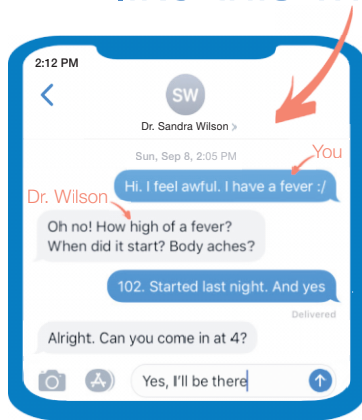 2:12 PM
SW
Dr. Sandra Wilson >
Sun, Sep 8, 2:05 PM
You
Hi. I feel awful. I have a fever :/
Dr. Wilson
Oh no! How high of a fever?
When did it start? Body aches?
102. Started last night. And yes
Delivered
Alright. Can you come in at 4?
Yes, I'll be there